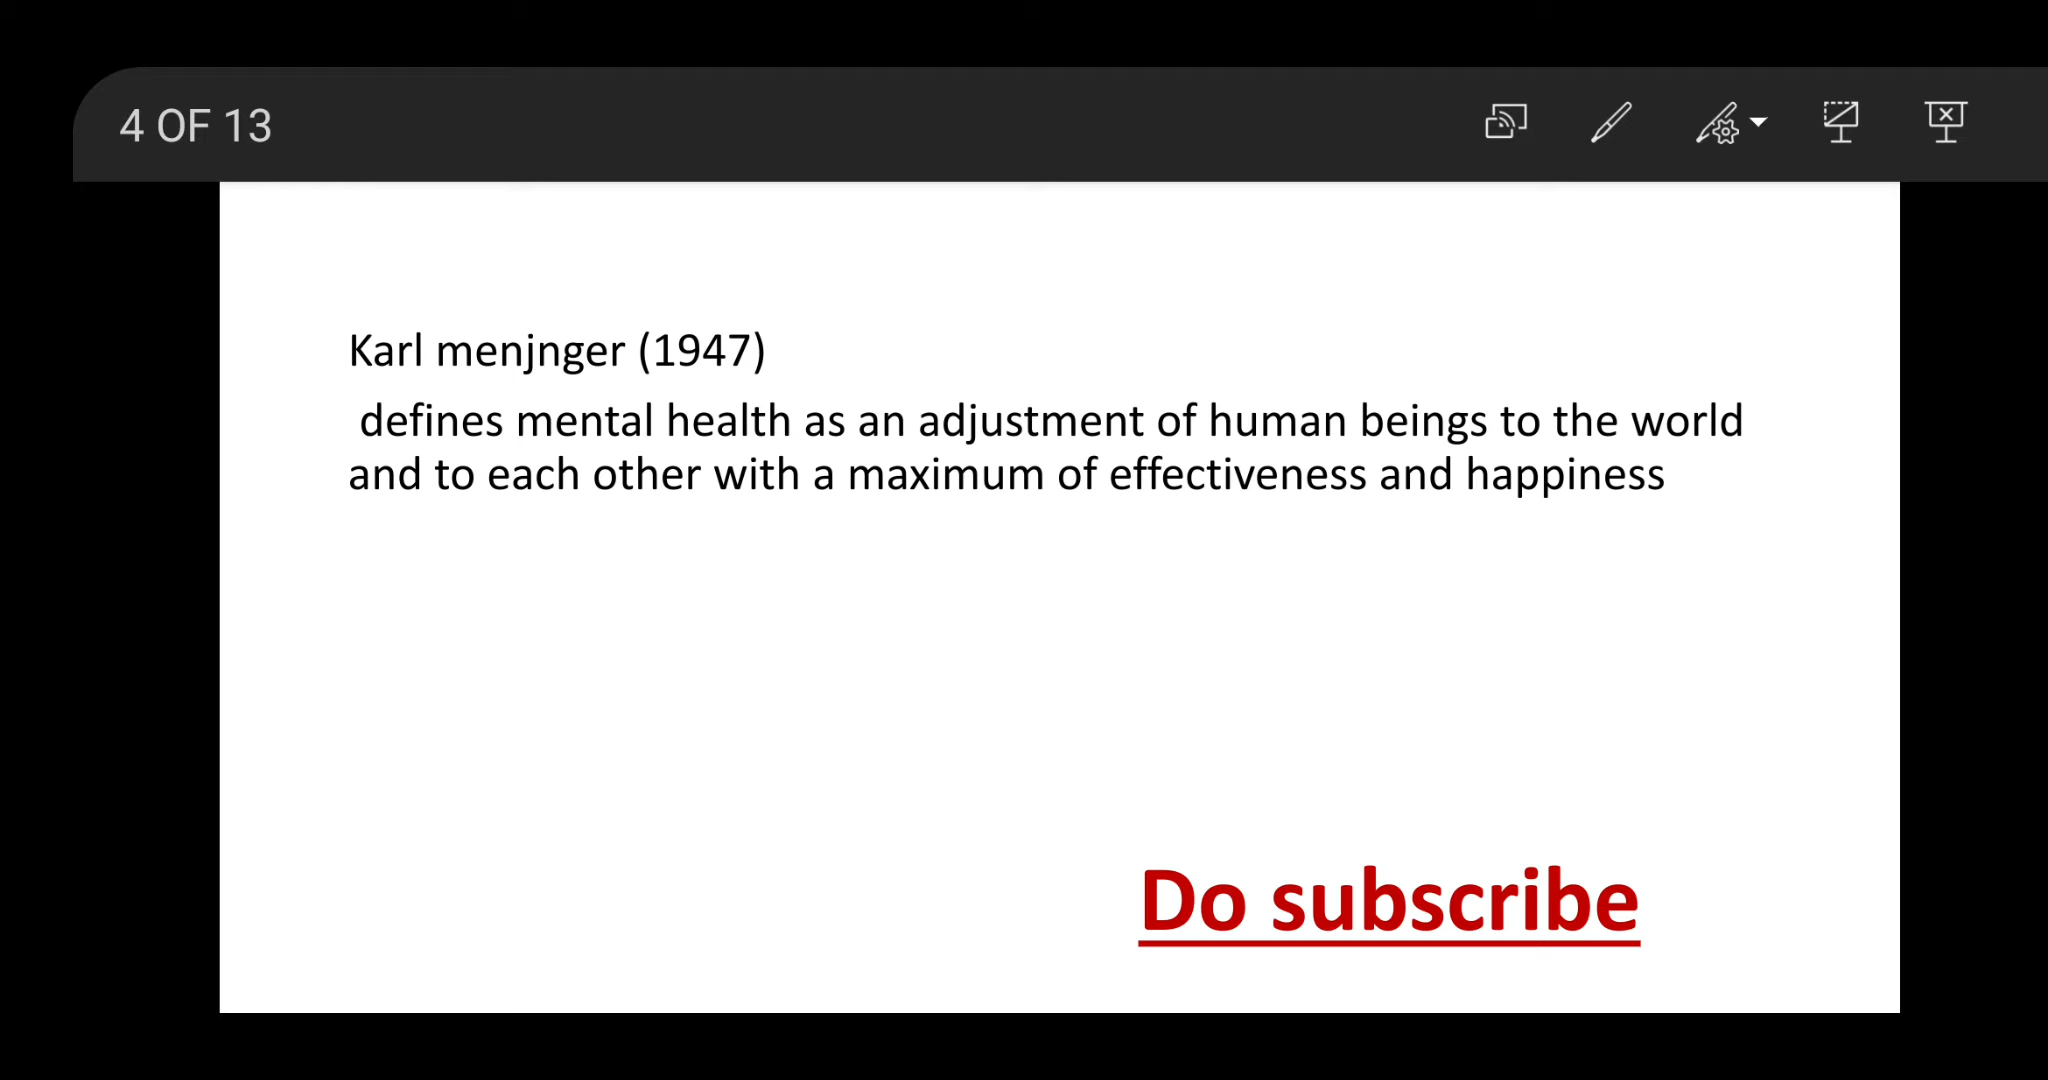 4 OF 13
Karl menjnger (1947)
defines mental health as an adjustment of human beings to the world
and to each other with a maximum of effectiveness and happiness
Do subscribe